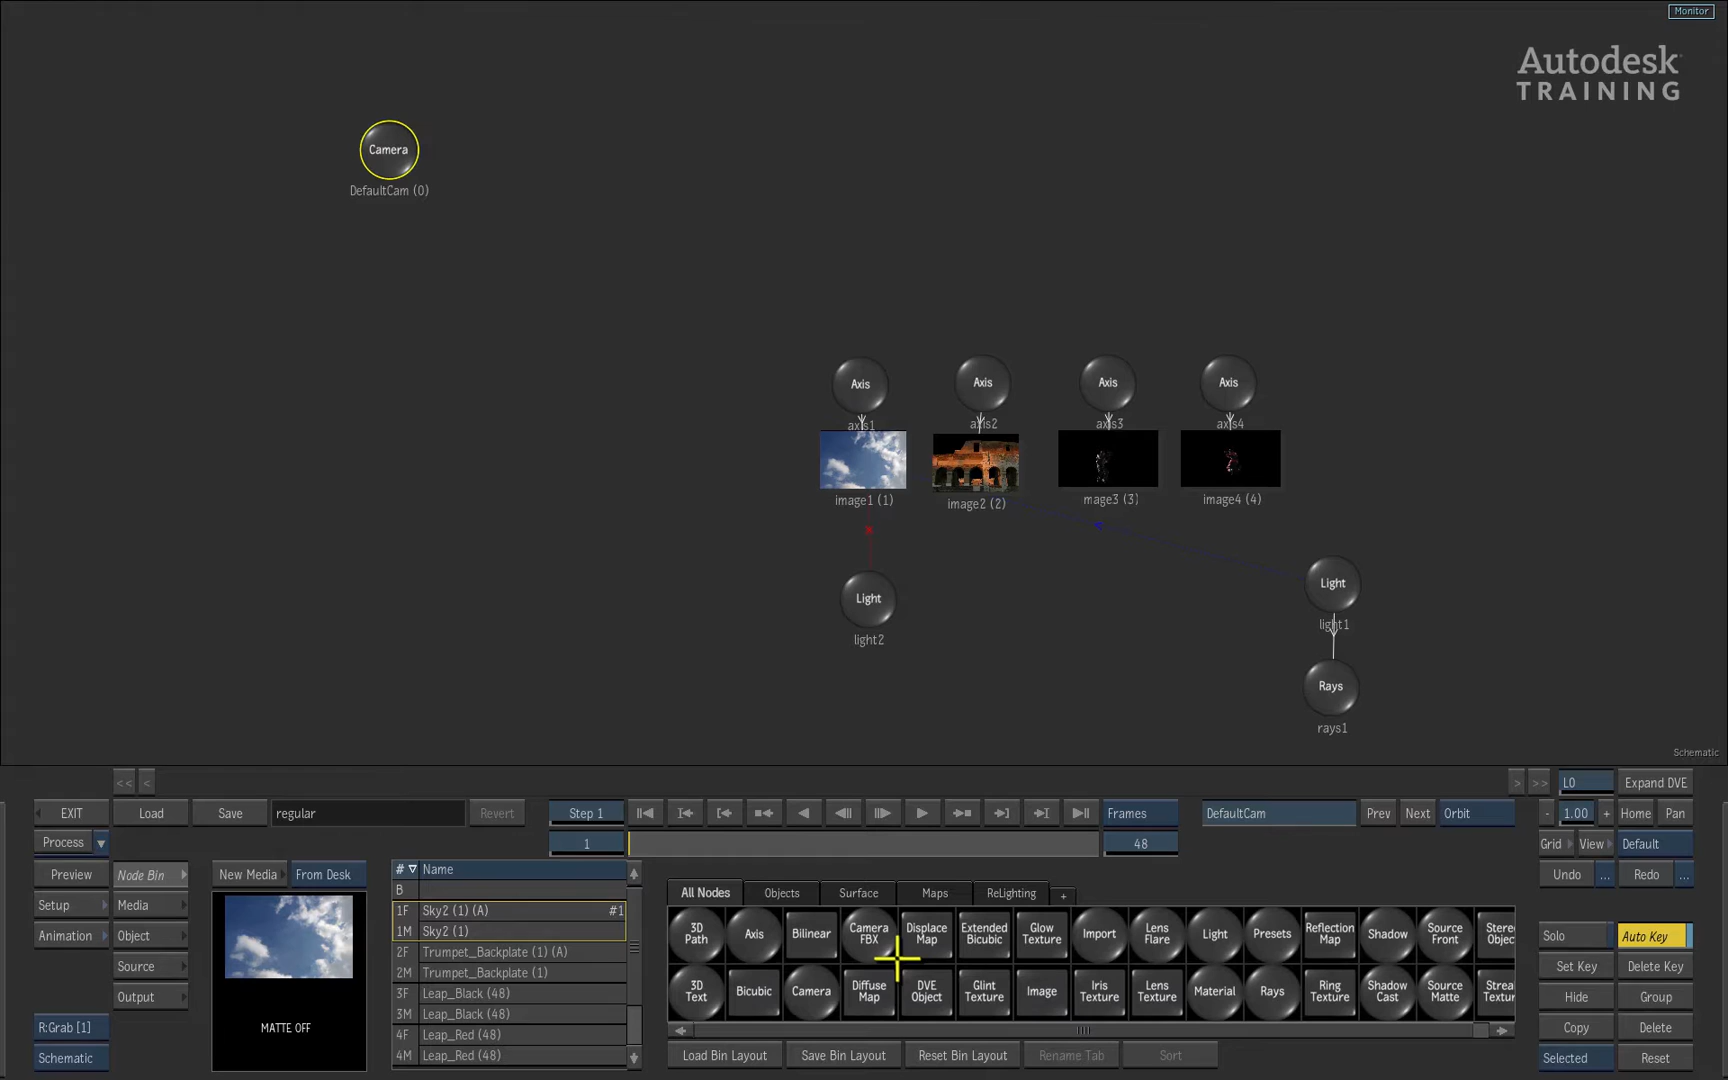 Monitor
Autodesk
TRAINING
Camera
DefaultCam (0)
Axis
Axis
Axis
Axis
axis1
axis2
axis3
axis4
image1 (1)
image2 (2)
mage3 (3)
image4 (4)
Light
light2
Light
light1
Rays
rays1
Schematic
<< <
> >> L0 Expand DVE
EXIT Load Save regular Revert Step 1 Frames DefaultCam Prev Next Orbit - 1.00 + Home Pan
Process 1 48 Grid View Default
Preview Node Bin New Media From Desk # Name Undo ... Redo ...
B
All Nodes Objects Surface Maps ReLighting +
Setup Media 1F Sky2 (1) (A) #1
Animation Object 1M Sky2 (1) Solo Auto Key
3D Path Axis Bilinear Camera FBX Displace Map Extended Bicubic Glow Texture Import Lens Flare Light Presets Reflection Map Shadow Source Front Stereo Objec
2F Trumpet_Backplate (1) (A)
Source 2M Trumpet_Backplate (1) Set Key Delete Key
Output 3F Leap_Black (48) Hide Group
3D Text Bicubic Camera Diffuse Map DVE Object Glint Texture Image Iris Texture Lens Texture Material Rays Ring Texture Shadow Cast Source Matte Strea Textu
3M Leap_Black (48)
R:Grab [1] MATTE OFF 4F Leap_Red (48) Copy Delete
Schematic 4M Leap_Red (48) Load Bin Layout Save Bin Layout Reset Bin Layout Rename Tab Sort Selected Reset